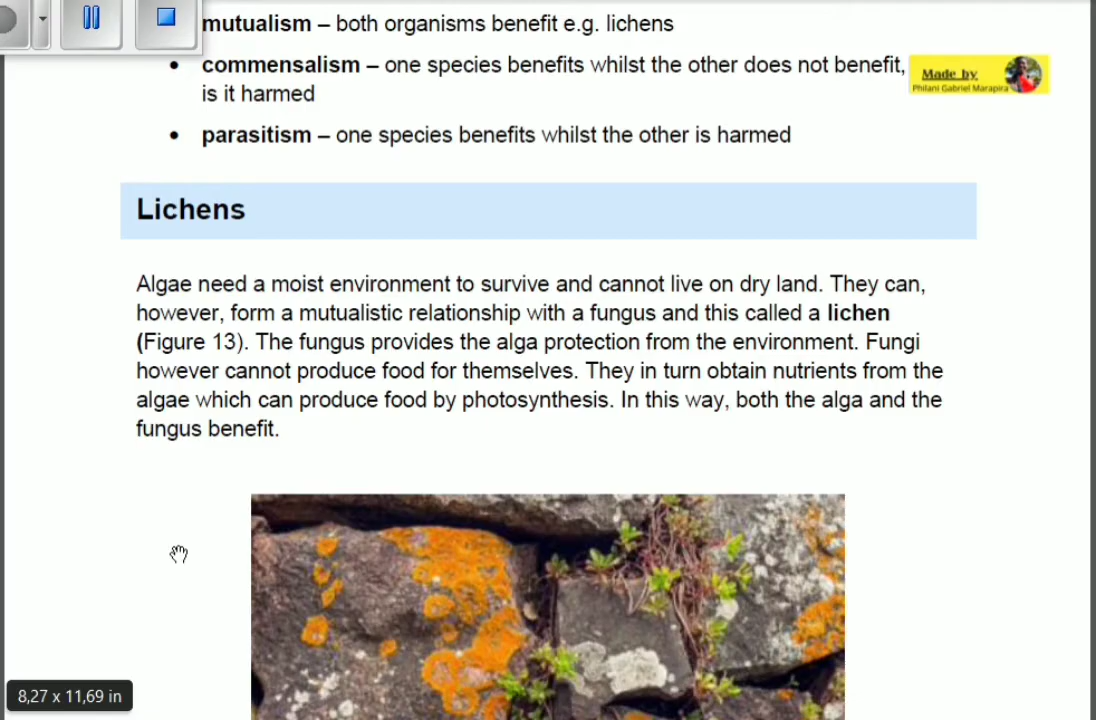 mutualism – both organisms benefit e.g. lichens
• commensalism – one species benefits whilst the other does not benefit,
is it harmed
Made by
Philani Gabriel Marapira
• parasitism – one species benefits whilst the other is harmed
Lichens
Algae need a moist environment to survive and cannot live on dry land. They can,
however, form a mutualistic relationship with a fungus and this called a lichen
(Figure 13). The fungus provides the alga protection from the environment. Fungi
however cannot produce food for themselves. They in turn obtain nutrients from the
algae which can produce food by photosynthesis. In this way, both the alga and the
fungus benefit.
8,27 x 11,69 in